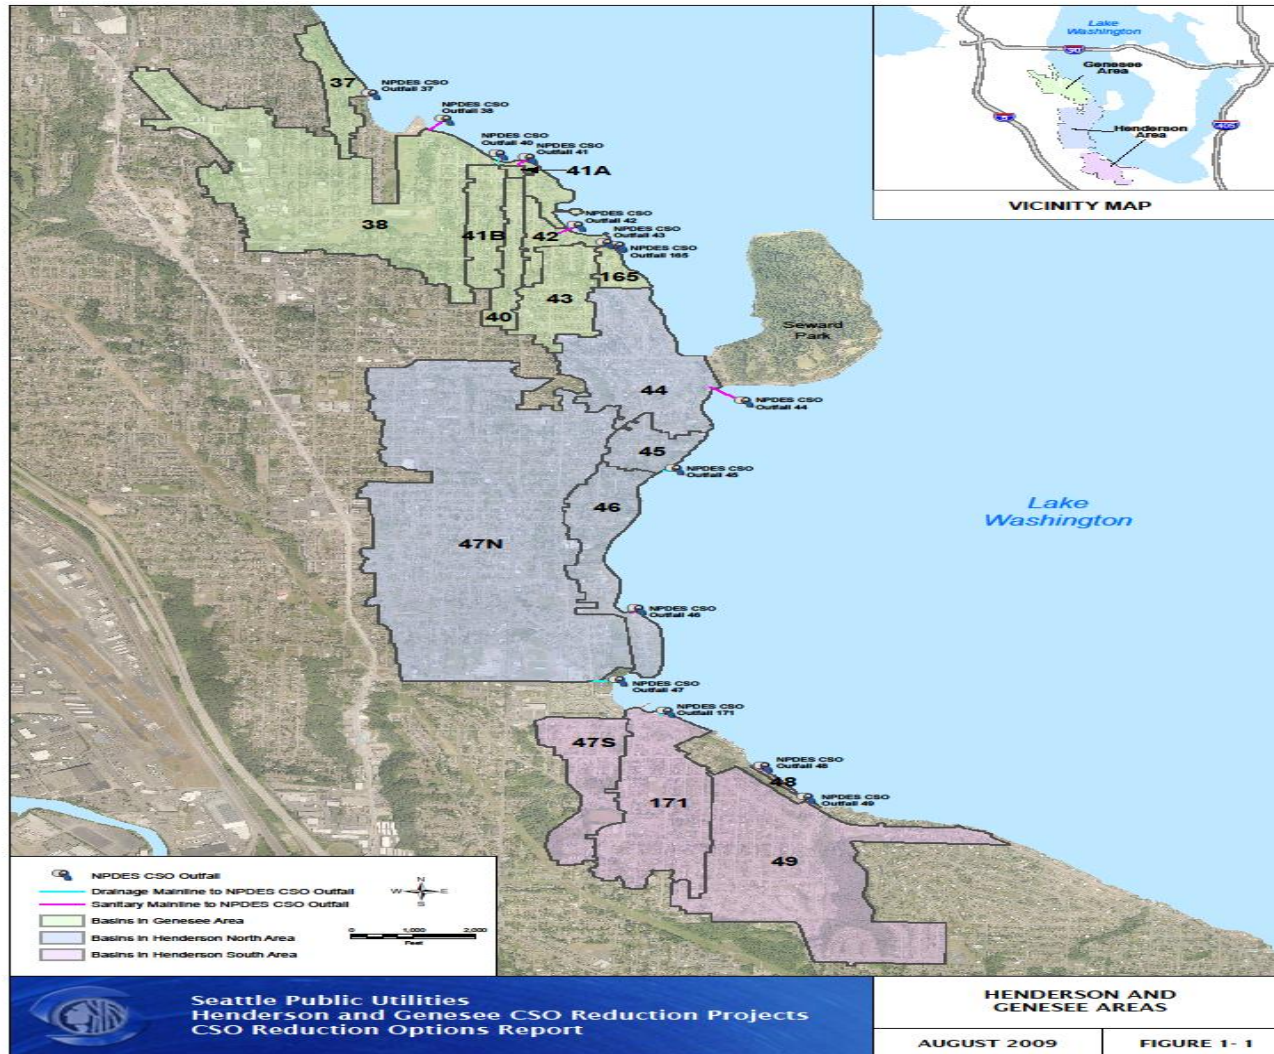 37
NPDES CSO
Outfall 37
NPDES CSO
Outfall 38
NPDES CSO
Outfall 40
NPDES CSO
Outfall 41
41A
38
41B
42
NPDES CSO
Outfall 42
NPDES CSO
Outfall 43
NPDES CSO
Outfall 165
165
43
40
Seward
Park
44
NPDES CSO
Outfall 44
45
NPDES CSO
Outfall 45
46
47N
Lake
Washington
NPDES CSO
Outfall 46
NPDES CSO
Outfall 47
NPDES CSO
Outfall 171
47S
NPDES CSO
Outfall 48
48
NPDES CSO
Outfall 49
171
49
Lake
Washington
90
Genesee
Area
5
Henderson
Area
405
VICINITY MAP
NPDES CSO Outfall
Drainage Mainline to NPDES CSO Outfall
Sanitary Mainline to NPDES CSO Outfall
Basins in Genesee Area
Basins in Henderson North Area
Basins in Henderson South Area
N
W E
S
0 1,000 2,000
Feet
Seattle Public Utilities
Henderson and Genesee CSO Reduction Projects
CSO Reduction Options Report
HENDERSON AND
GENESEE AREAS
AUGUST 2009
FIGURE 1- 1